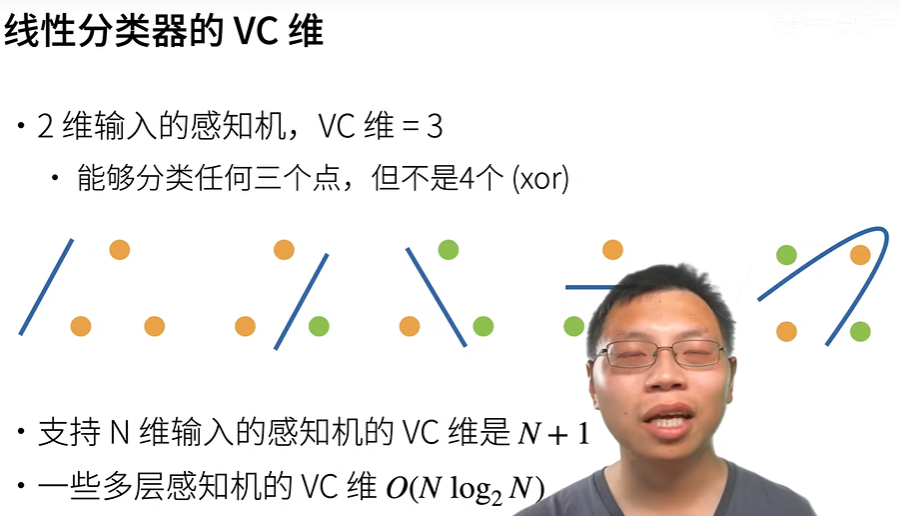 线性分类器的 VC 维
• 2 维输入的感知机，VC 维 = 3
• 能够分类任何三个点，但不是4个 (xor)
• 支持 N 维输入的感知机的 VC 维是 N + 1
• 一些多层感知机的 VC 维 O(N log₂ N)